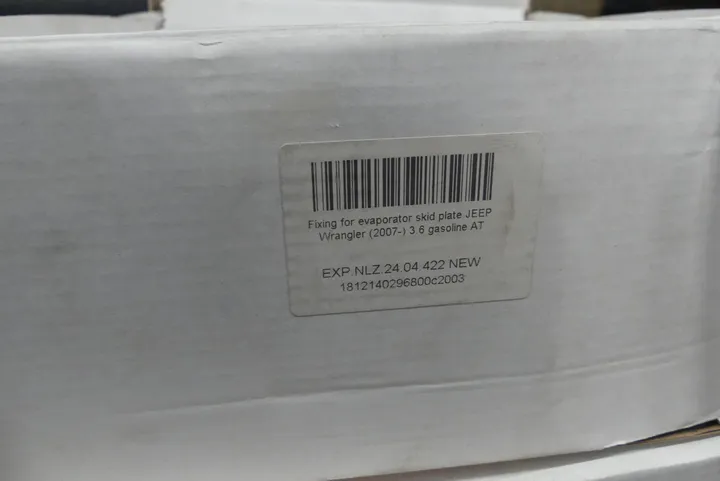 Fixing for evaporator skid plate JEEP
Wrangler (2007-) 3.6 gasoline AT
EXP.NLZ.24.04.422 NEW
1812140296800c2003